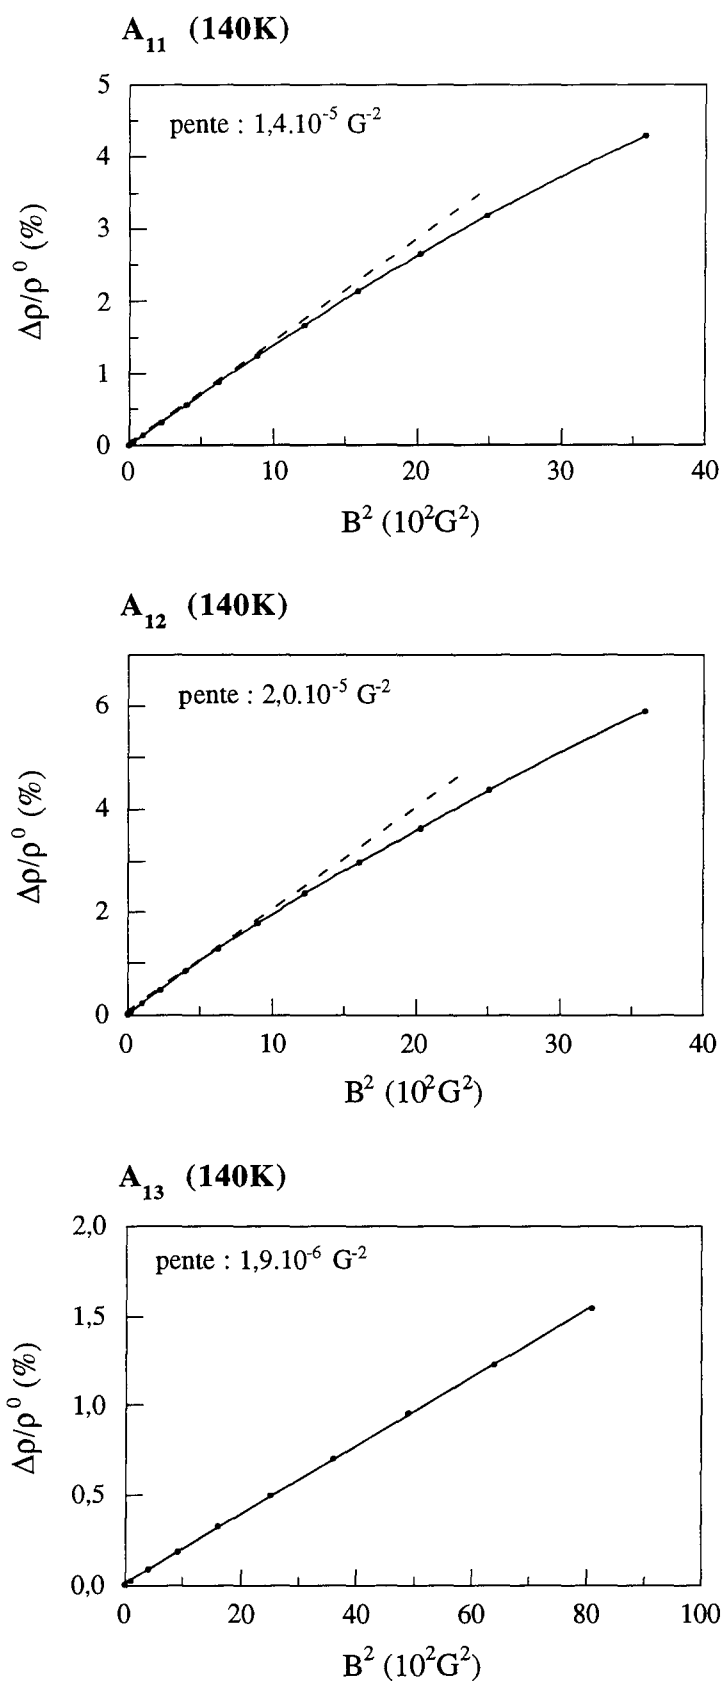 A₁₁ (140K)
5
pente : 1,4.10⁻⁵ G⁻²
4
3
2
1
0
Δρ/ρ⁰ (%)
0 10 20 30 40
B² (10²G²)
A₁₂ (140K)
pente : 2,0.10⁻⁵ G⁻²
6
4
2
0
Δρ/ρ⁰ (%)
0 10 20 30 40
B² (10²G²)
A₁₃ (140K)
2,0
pente : 1,9.10⁻⁶ G⁻²
1,5
1,0
0,5
0,0
Δρ/ρ⁰ (%)
0 20 40 60 80 100
B² (10²G²)